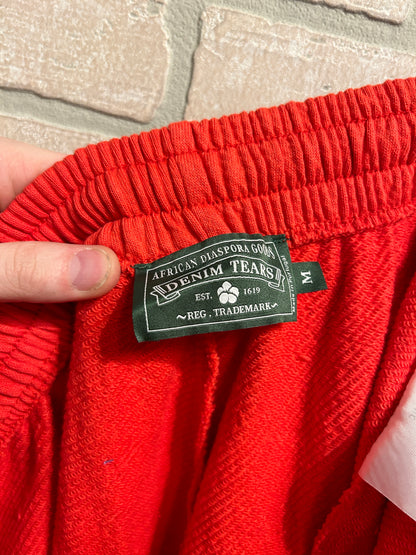 AFRICAN DIASPORA GOODS
DENIM TEARS
EST. 1619
~REG. TRADEMARK~
M